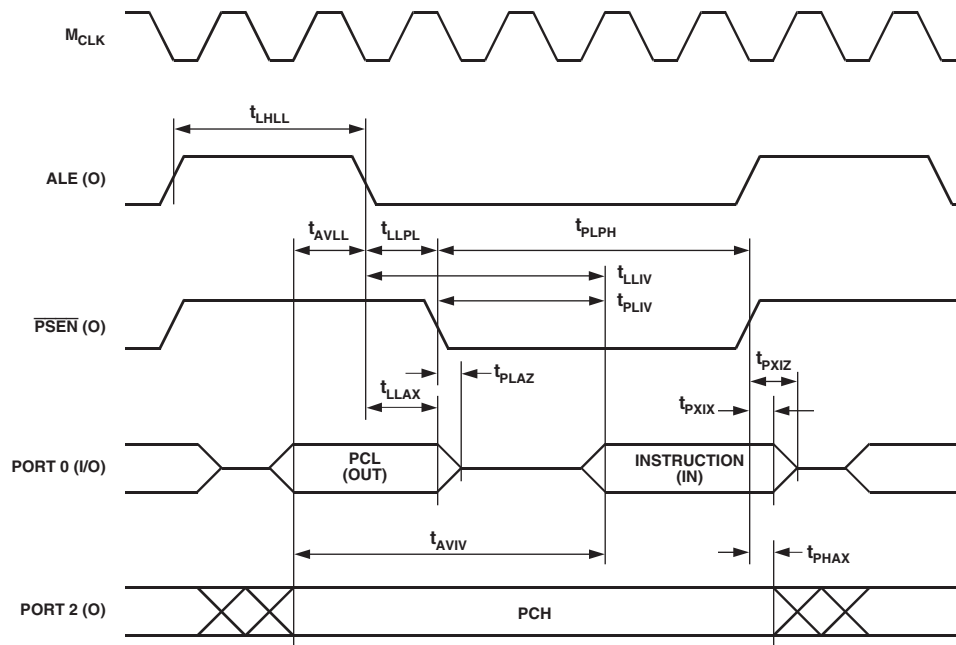 MCLK
tLHLL
ALE (O)
tAVLL
tLLPL
tPLPH
tLLIV
tPLIV
PSEN (O)
tPLAZ
tPXIZ
tLLAX
tPXIX
PORT 0 (I/O)
PCL
(OUT)
INSTRUCTION
(IN)
tAVIV
tPHAX
PORT 2 (O)
PCH